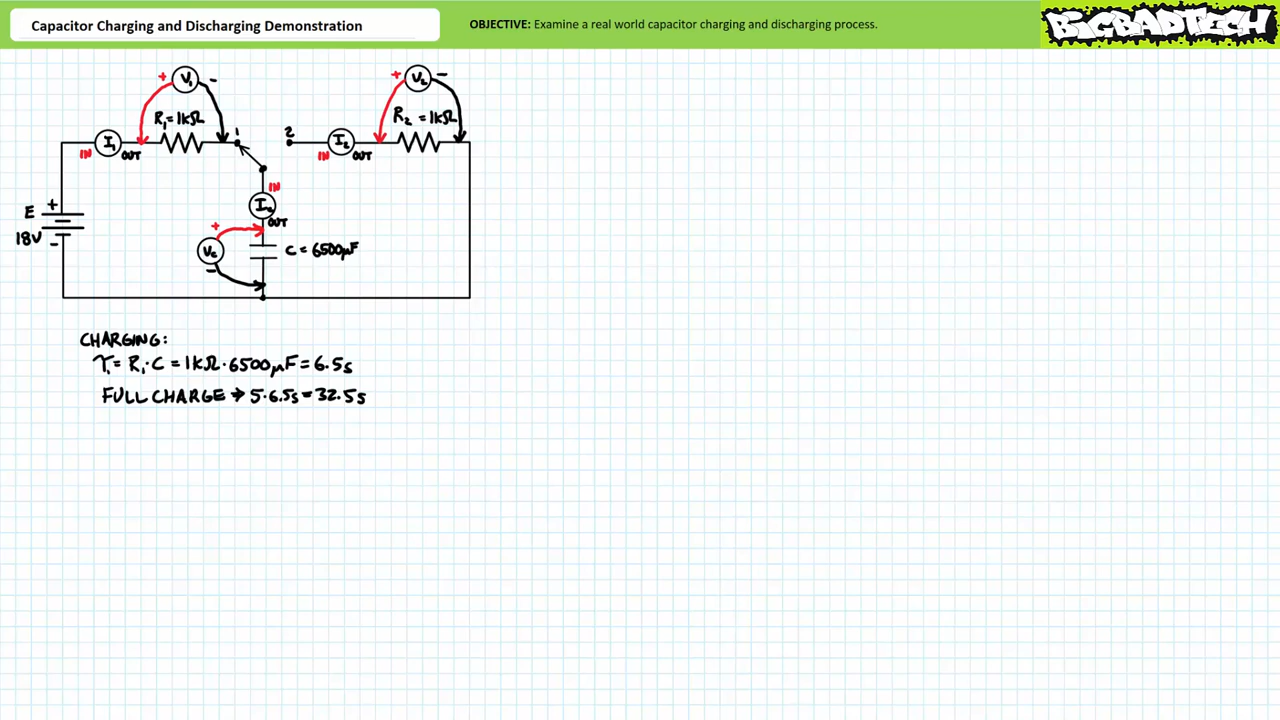 Capacitor Charging and Discharging Demonstration
OBJECTIVE: Examine a real world capacitor charging and discharging process.
BIGBADTECH
+ V₁ −
+ V₂ −
R₁ = 1kΩ
R₂ = 1kΩ
1
2
I₁
IN
OUT
I₂
IN
OUT
IN
I_C
OUT
E
18V
+
−
+
V_C
−
C = 6500μF
CHARGING:
τ₁ = R₁·C = 1kΩ·6500μF = 6.5s
FULL CHARGE → 5·6.5s = 32.5s